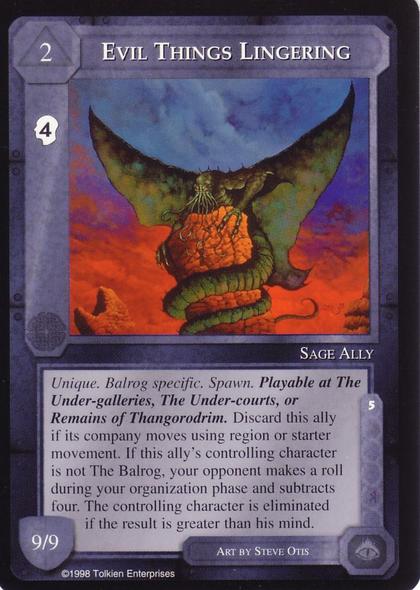 2
EVIL THINGS LINGERING
4
SAGE ALLY
Unique. Balrog specific. Spawn. Playable at The
Under-galleries, The Under-courts, or
Remains of Thangorodrim. Discard this ally
if its company moves using region or starter
movement. If this ally's controlling character
is not The Balrog, your opponent makes a roll
during your organization phase and subtracts
four. The controlling character is eliminated
if the result is greater than his mind.
5
9/9
ART BY STEVE OTIS
©1998 Tolkien Enterprises